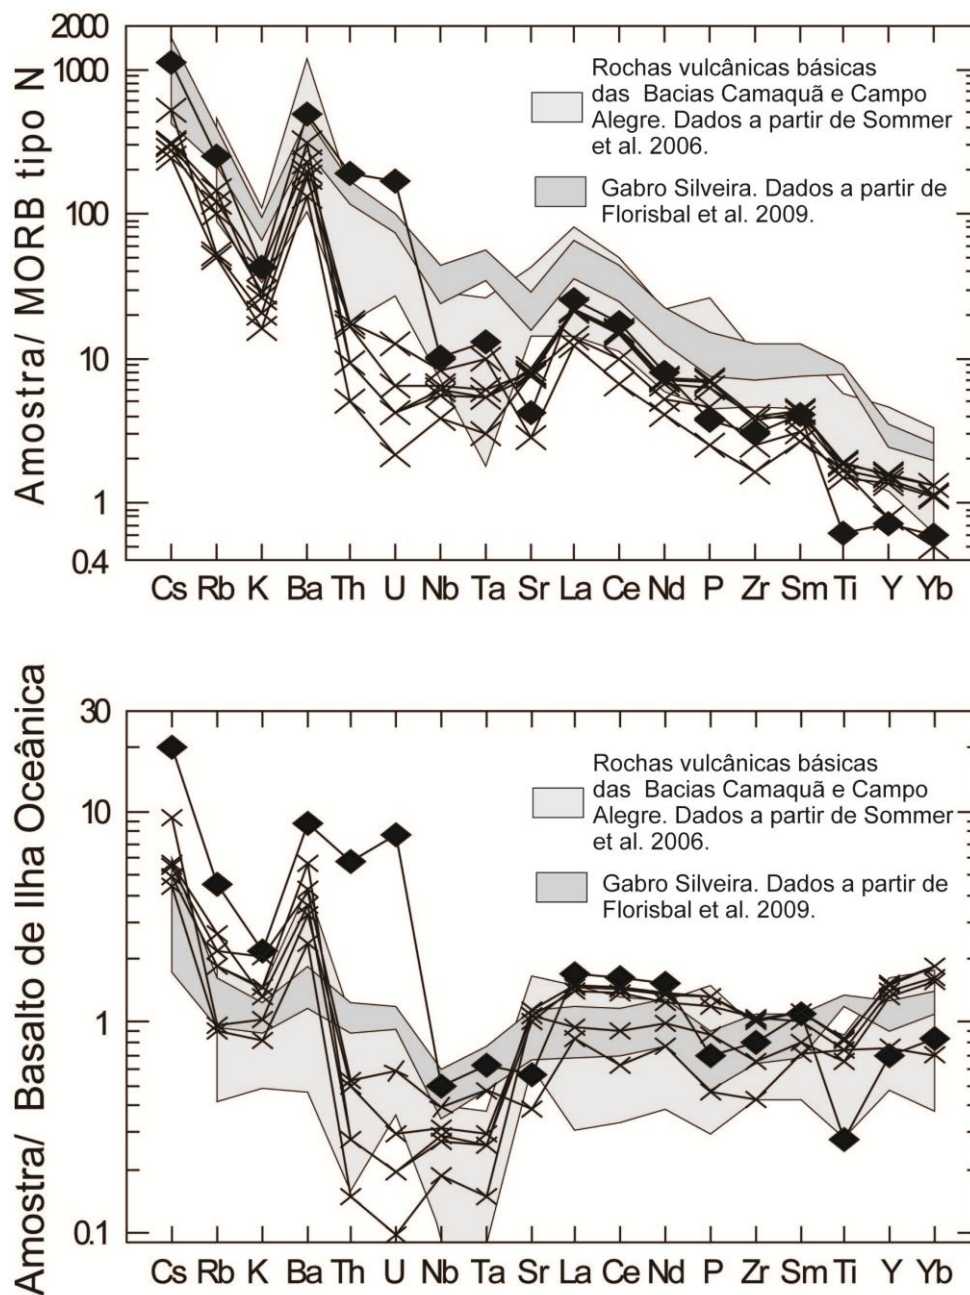 Amostra/ MORB tipo N
2000
1000
100
10
1
0.4
Rochas vulcânicas básicas
das Bacias Camaquã e Campo
Alegre. Dados a partir de Sommer
et al. 2006.
Gabro Silveira. Dados a partir de
Florisbal et al. 2009.
Cs Rb K Ba Th U Nb Ta Sr La Ce Nd P Zr Sm Ti Y Yb
Amostra/ Basalto de Ilha Oceânica
30
10
1
0.1
Rochas vulcânicas básicas
das Bacias Camaquã e Campo
Alegre. Dados a partir de Sommer
et al. 2006.
Gabro Silveira. Dados a partir de
Florisbal et al. 2009.
Cs Rb K Ba Th U Nb Ta Sr La Ce Nd P Zr Sm Ti Y Yb